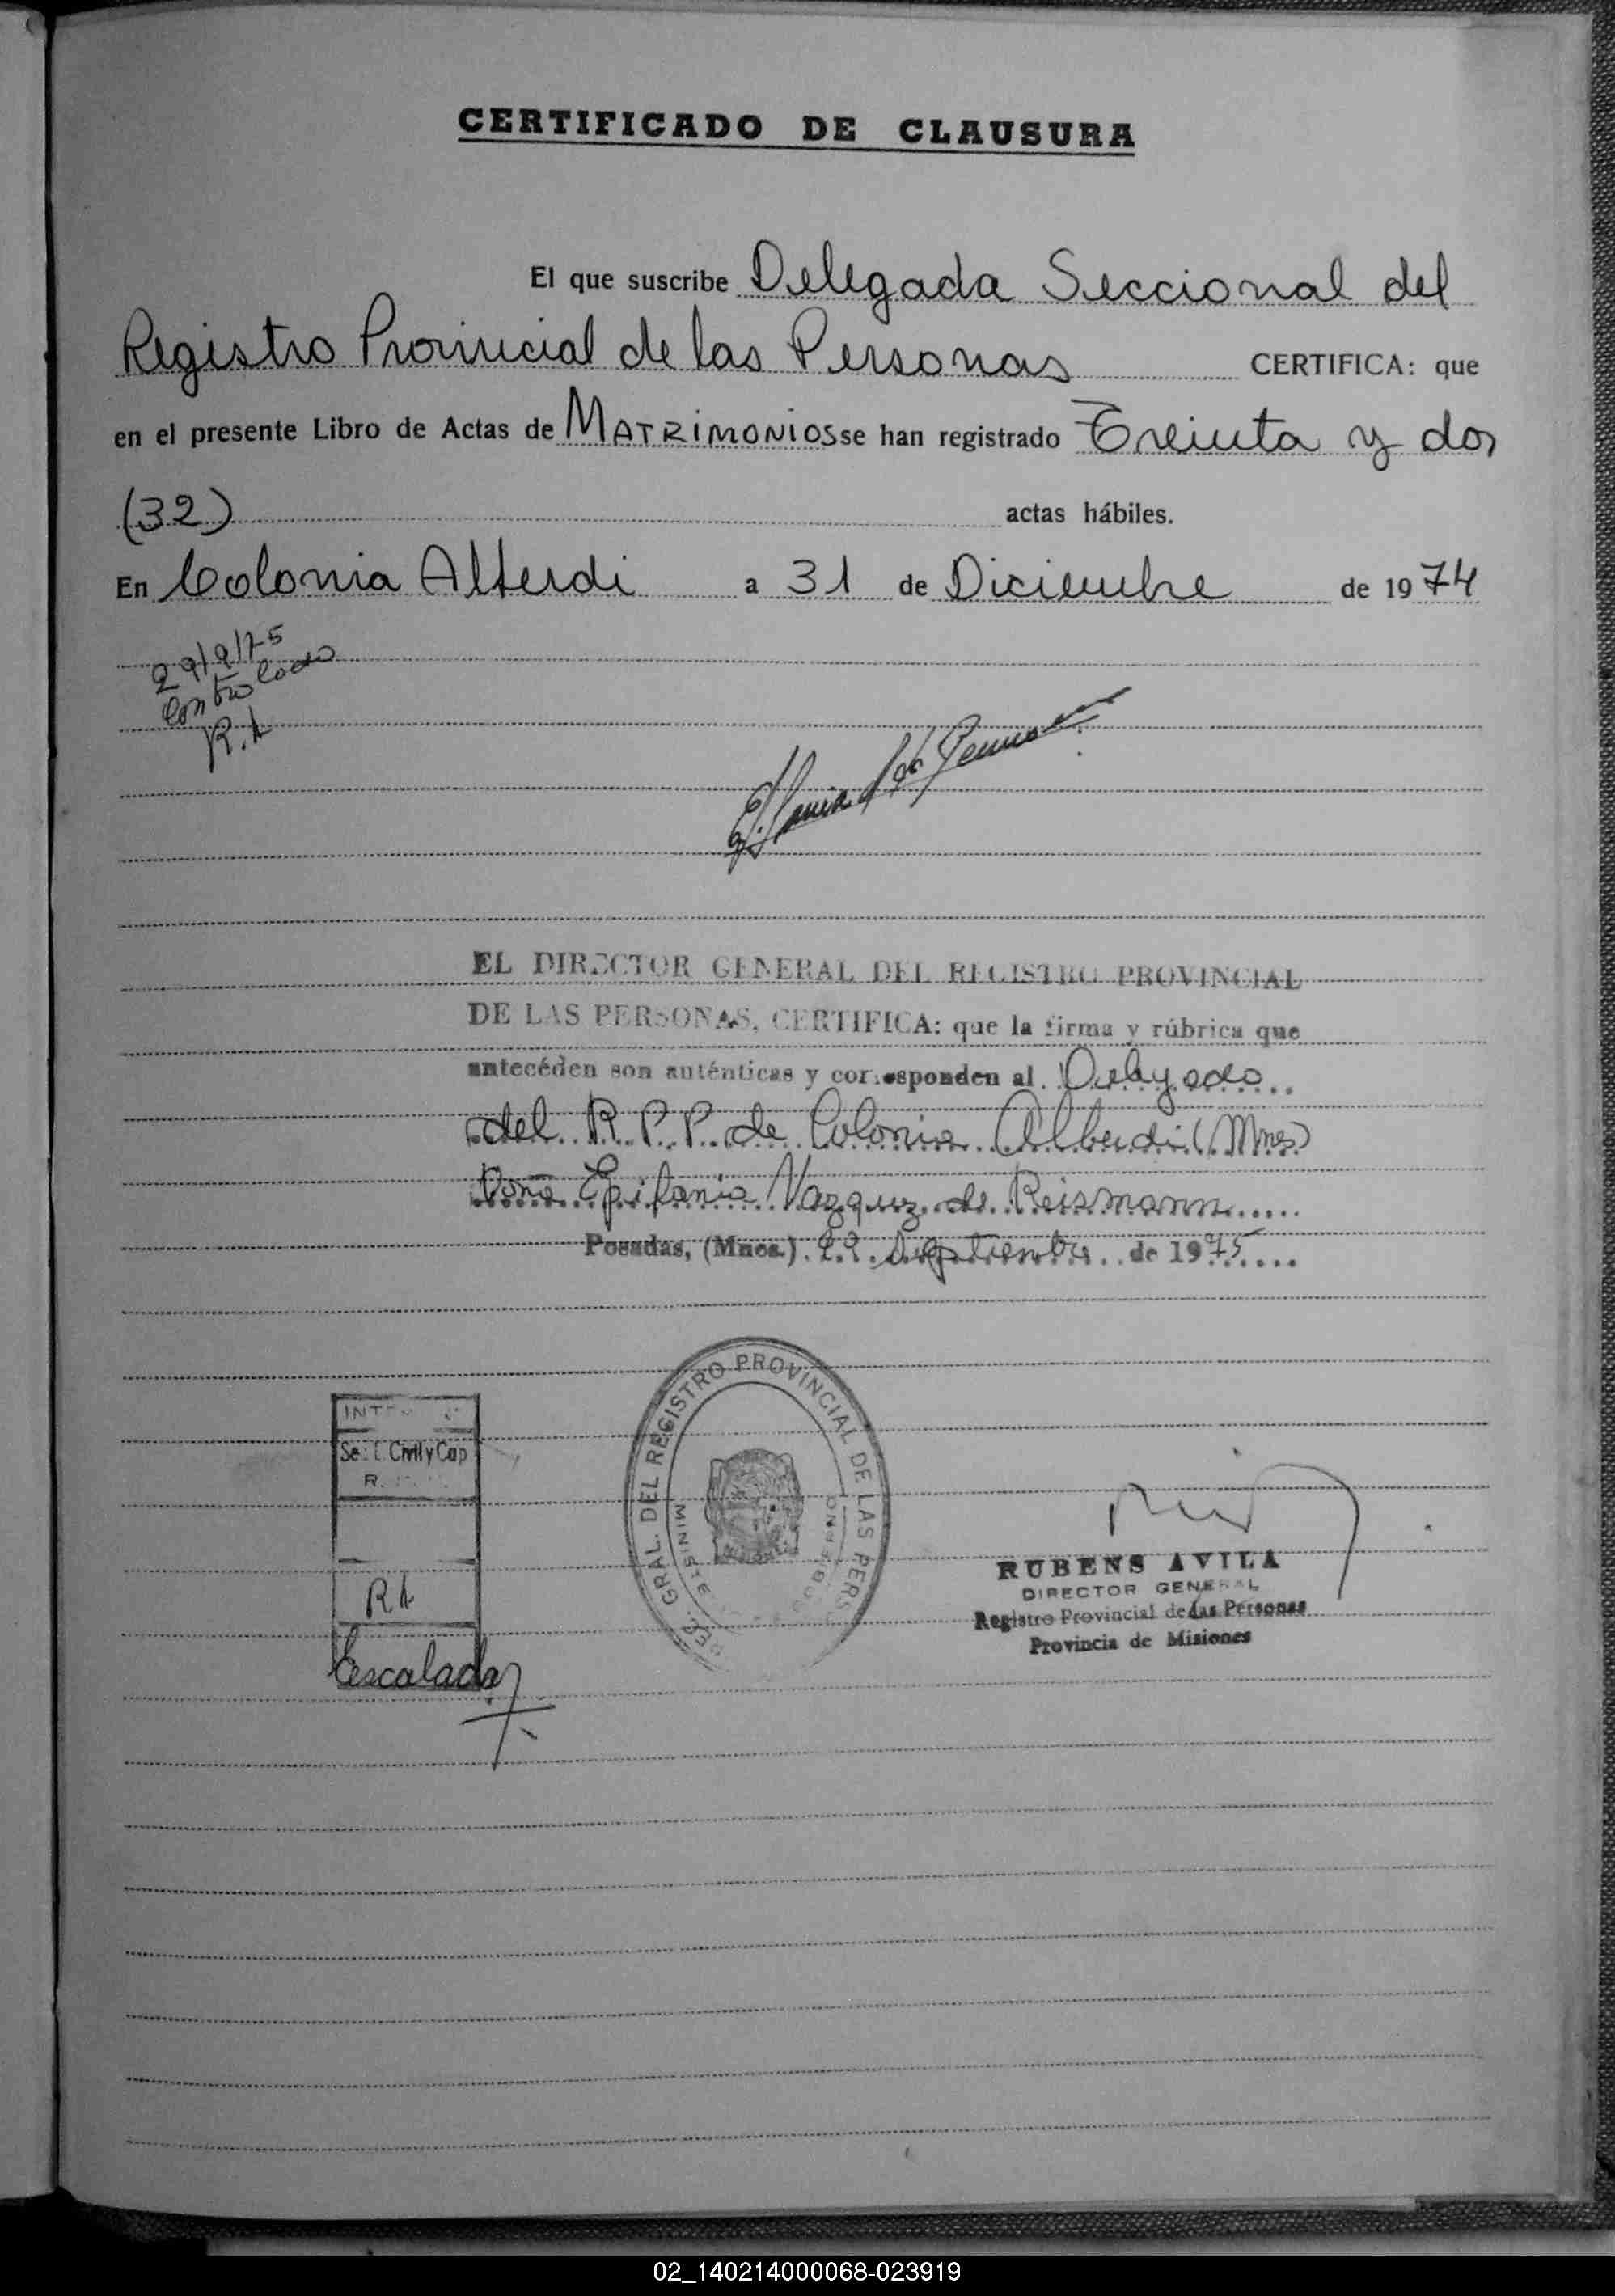 CERTIFICADO DE CLAUSURA
El que suscribe Delegada Seccional del
Registro Provincial de las Personas CERTIFICA: que
en el presente Libro de Actas de MATRIMONIOS se han registrado Treinta y dos
(32) actas hábiles.
En Colonia Alberdi a 31 de Diciembre de 1974
29/9/75
Controlado
R.A
EL DIRECTOR GENERAL DEL REGISTRO PROVINCIAL
DE LAS PERSONAS, CERTIFICA: que la firma y rúbrica que
antecéden son auténticas y corresponden al Delegado
del R.P.P. de Colonia Alberdi (Mnes)
Doña Epifania Vazquez de Reismann
Posadas, (Mnes.) 29 Septiembre de 1975
GRAL. DEL REGISTRO PROVINCIAL DE LAS PERS
Civil y Cap
R.
RA
Escalada
RUBENS AVILA
DIRECTOR GENERAL
Registro Provincial de las Personas
Provincia de Misiones
02_140214000068-023919